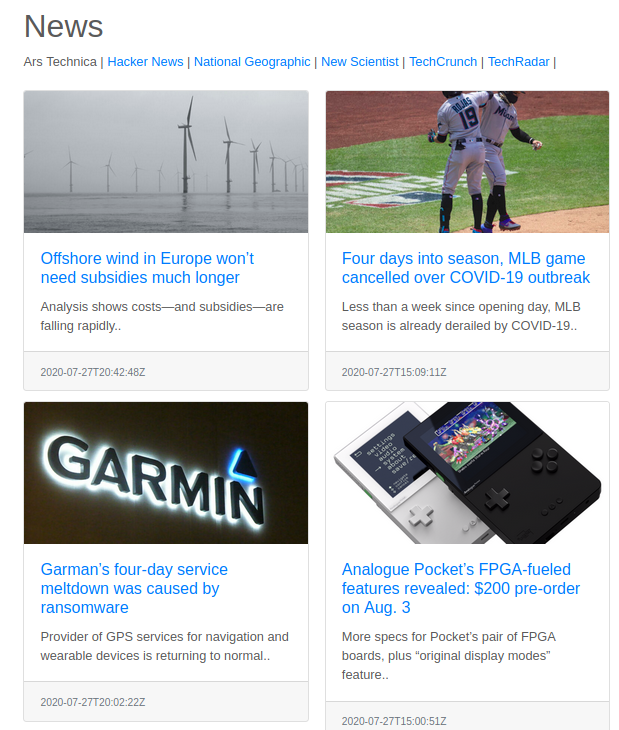 News
Ars Technica | Hacker News | National Geographic | New Scientist | TechCrunch | TechRadar |
ROJAS
19
Offshore wind in Europe won’t
need subsidies much longer
Analysis shows costs—and subsidies—are
falling rapidly..
2020-07-27T20:42:48Z
Four days into season, MLB game
cancelled over COVID-19 outbreak
Less than a week since opening day, MLB
season is already derailed by COVID-19..
2020-07-27T15:09:11Z
GARMIN
settings
Garman’s four-day service
meltdown was caused by
ransomware
Provider of GPS services for navigation and
wearable devices is returning to normal..
2020-07-27T20:02:22Z
Analogue Pocket’s FPGA-fueled
features revealed: $200 pre-order
on Aug. 3
More specs for Pocket’s pair of FPGA
boards, plus “original display modes”
feature..
2020-07-27T15:00:51Z